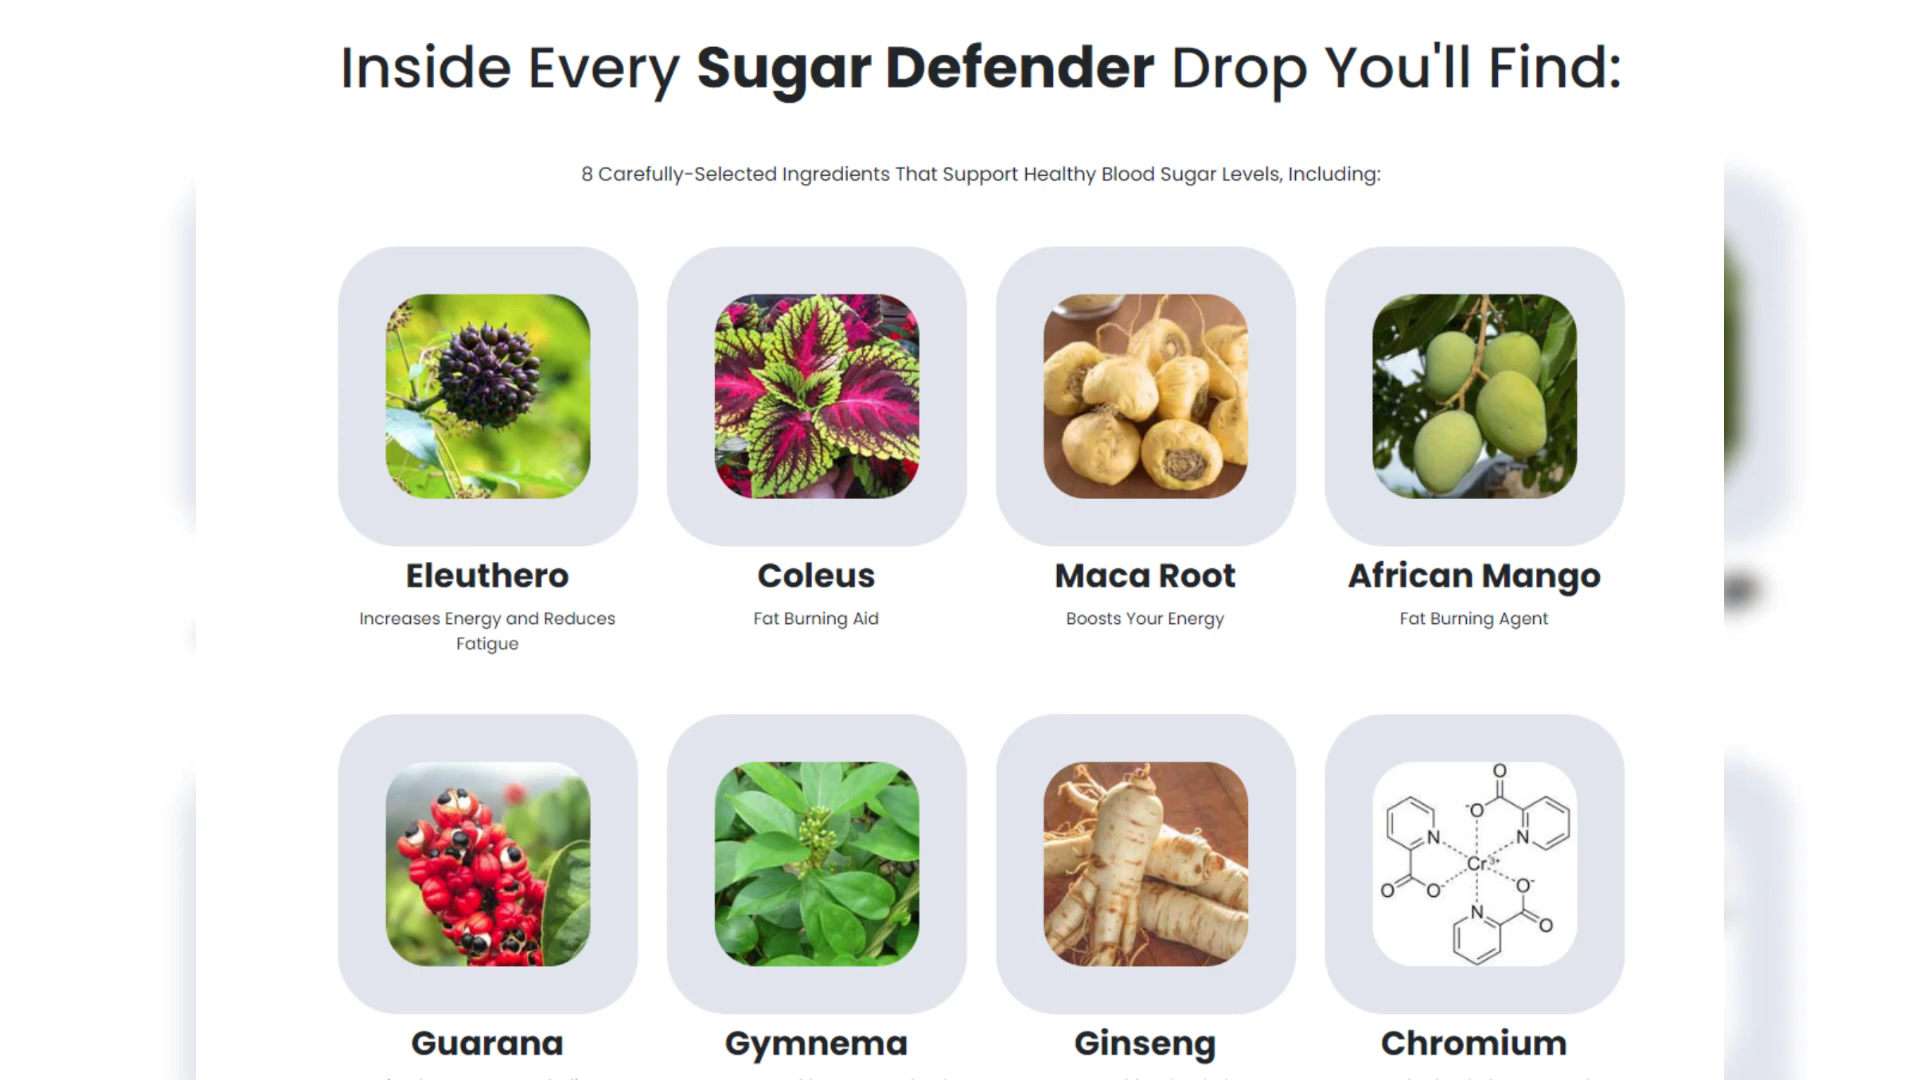 Inside Every Sugar Defender Drop You'll Find:
8 Carefully-Selected Ingredients That Support Healthy Blood Sugar Levels, Including:
Eleuthero
Increases Energy and Reduces
Fatigue
Coleus
Fat Burning Aid
Maca Root
Boosts Your Energy
African Mango
Fat Burning Agent
O
-O
N
N
Cr3+
O
O-
O-
N
O
Guarana
Gymnema
Ginseng
Chromium